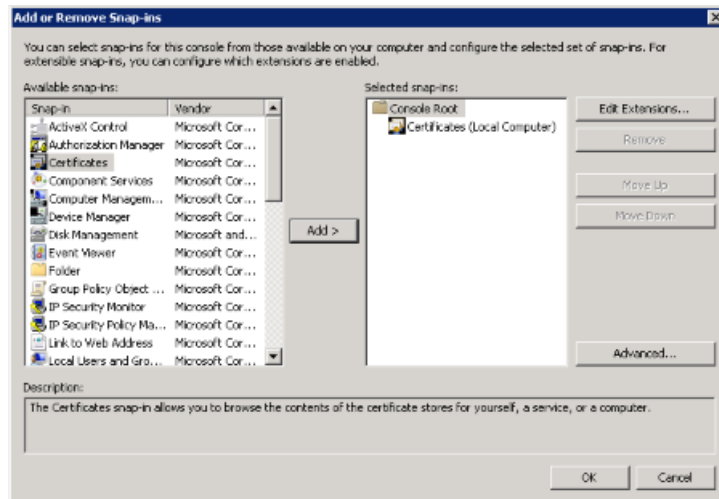 Add or Remove Snap-ins
You can select snap-ins for this console from those available on your computer and configure the selected set of snap-ins. For
extensible snap-ins, you can configure which extensions are enabled.
Available snap-ins:
Selected snap-ins:
Snap-in Vendor
ActiveX Control Microsoft Cor...
Authorization Manager Microsoft Cor...
Certificates Microsoft Cor...
Component Services Microsoft Cor...
Computer Managem... Microsoft Cor...
Device Manager Microsoft Cor...
Disk Management Microsoft and...
Event Viewer Microsoft Cor...
Folder Microsoft Cor...
Group Policy Object ... Microsoft Cor...
IP Security Monitor Microsoft Cor...
IP Security Policy Ma... Microsoft Cor...
Link to Web Address Microsoft Cor...
Local Users and Gro... Microsoft Cor...
Add >
Console Root
Certificates (Local Computer)
Edit Extensions...
Remove
Move Up
Move Down
Advanced...
Description:
The Certificates snap-in allows you to browse the contents of the certificate stores for yourself, a service, or a computer.
OK Cancel